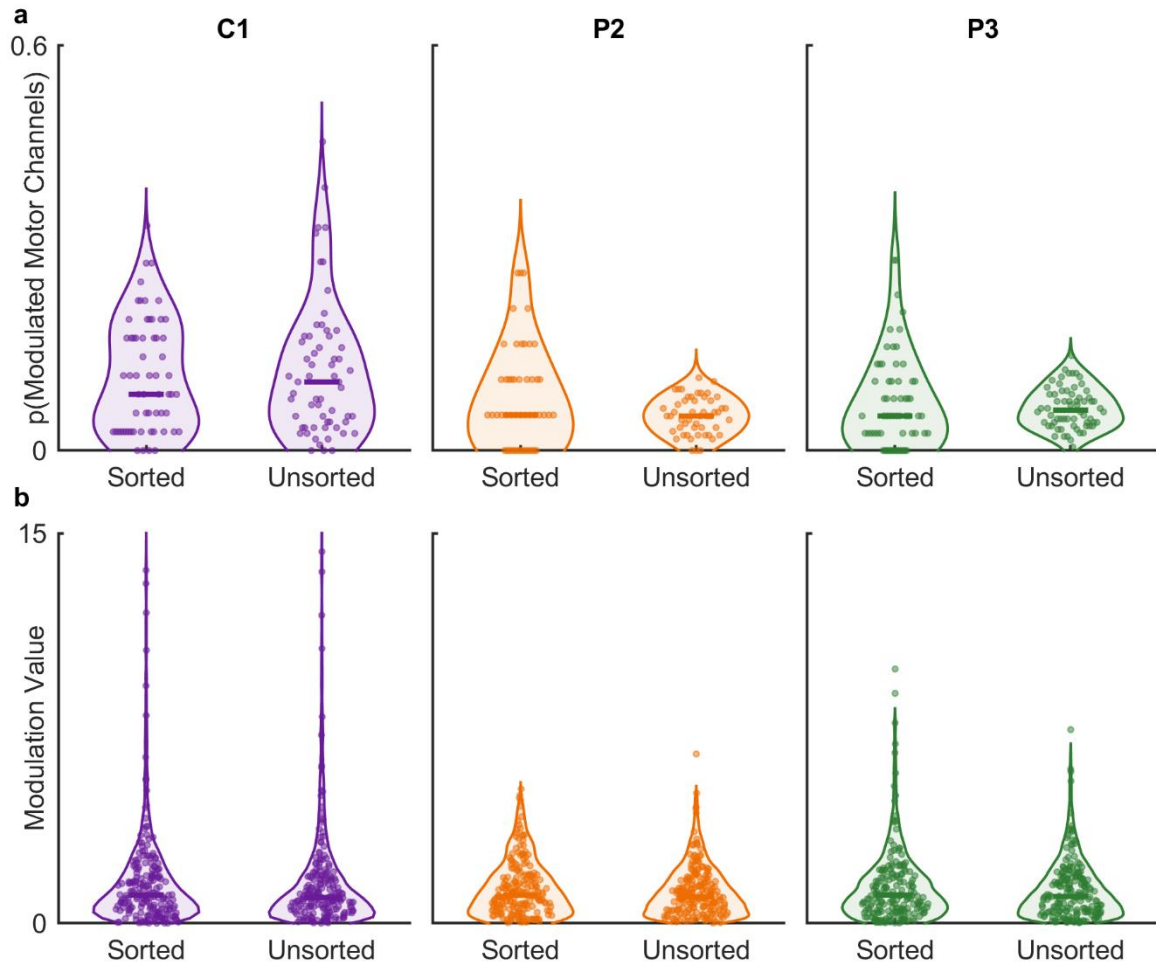 a
C1 P2 P3
0.6
p(Modulated Motor Channels)
0
Sorted Unsorted Sorted Unsorted Sorted Unsorted
b
15
Modulation Value
0
Sorted Unsorted Sorted Unsorted Sorted Unsorted